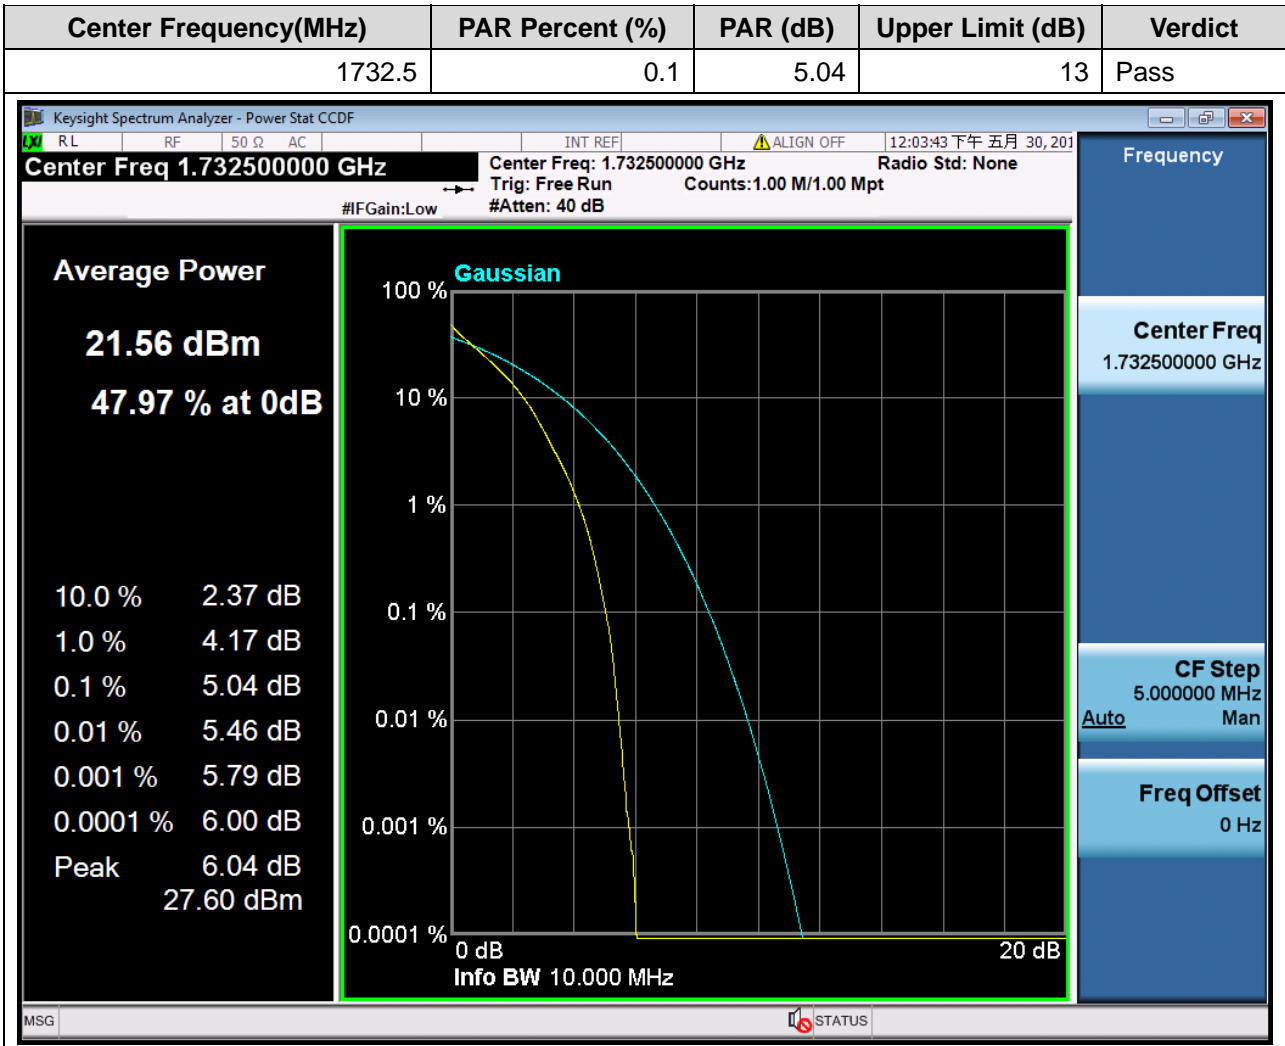 Center Frequency(MHz) PAR Percent (%) PAR (dB) Upper Limit (dB) Verdict
1732.5 0.1 5.04 13 Pass
Keysight Spectrum Analyzer - Power Stat CCDF
LXI RL RF 50 Ω AC INT REF ALIGN OFF 12:03:43 下午 五月 30, 201
Center Freq 1.732500000 GHz
Center Freq: 1.732500000 GHz Radio Std: None
Trig: Free Run Counts:1.00 M/1.00 Mpt
#IFGain:Low #Atten: 40 dB
Average Power
21.56 dBm
47.97 % at 0dB
10.0 % 2.37 dB
1.0 % 4.17 dB
0.1 % 5.04 dB
0.01 % 5.46 dB
0.001 % 5.79 dB
0.0001 % 6.00 dB
Peak 6.04 dB
27.60 dBm
Gaussian
100 %
10 %
1 %
0.1 %
0.01 %
0.001 %
0.0001 %
0 dB 20 dB
Info BW 10.000 MHz
Frequency
Center Freq
1.732500000 GHz
CF Step
5.000000 MHz
Auto Man
Freq Offset
0 Hz
MSG STATUS